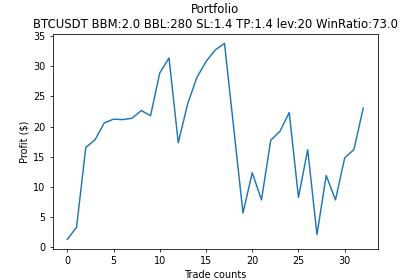 Portfolio
BTCUSDT BBM:2.0 BBL:280 SL:1.4 TP:1.4 lev:20 WinRatio:73.0
35
30
25
20
15
10
5
0
Profit ($)
0 5 10 15 20 25 30
Trade counts